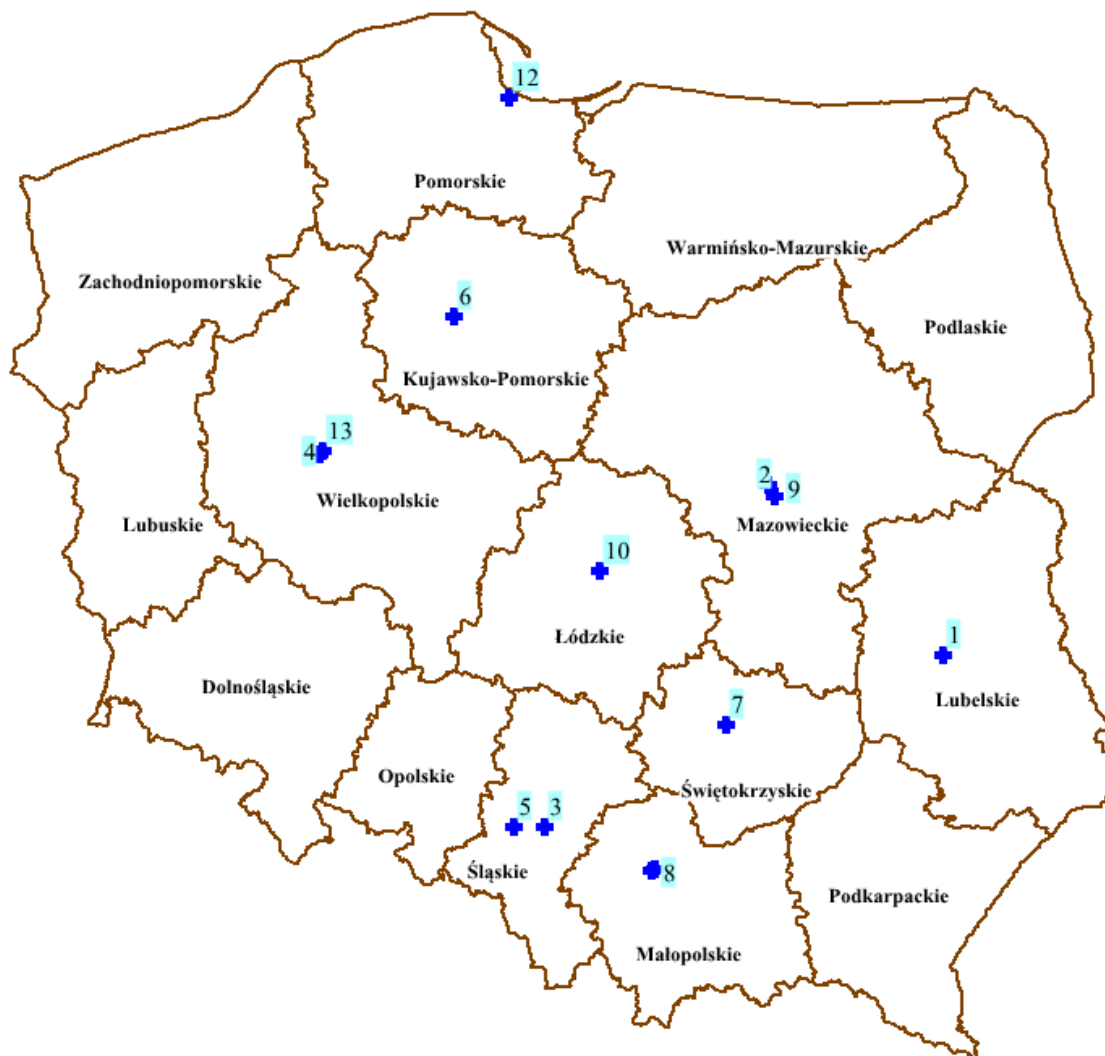 12
Pomorskie
Warmińsko-Mazurskie
Zachodniopomorskie
6
Podlaskie
Kujawsko-Pomorskie
13
4
2
9
Wielkopolskie
Lubuskie
Mazowieckie
10
Łódzkie
1
Dolnośląskie
Lubelskie
7
Opolskie
Świętokrzyskie
5
3
Śląskie
8
Podkarpackie
Małopolskie